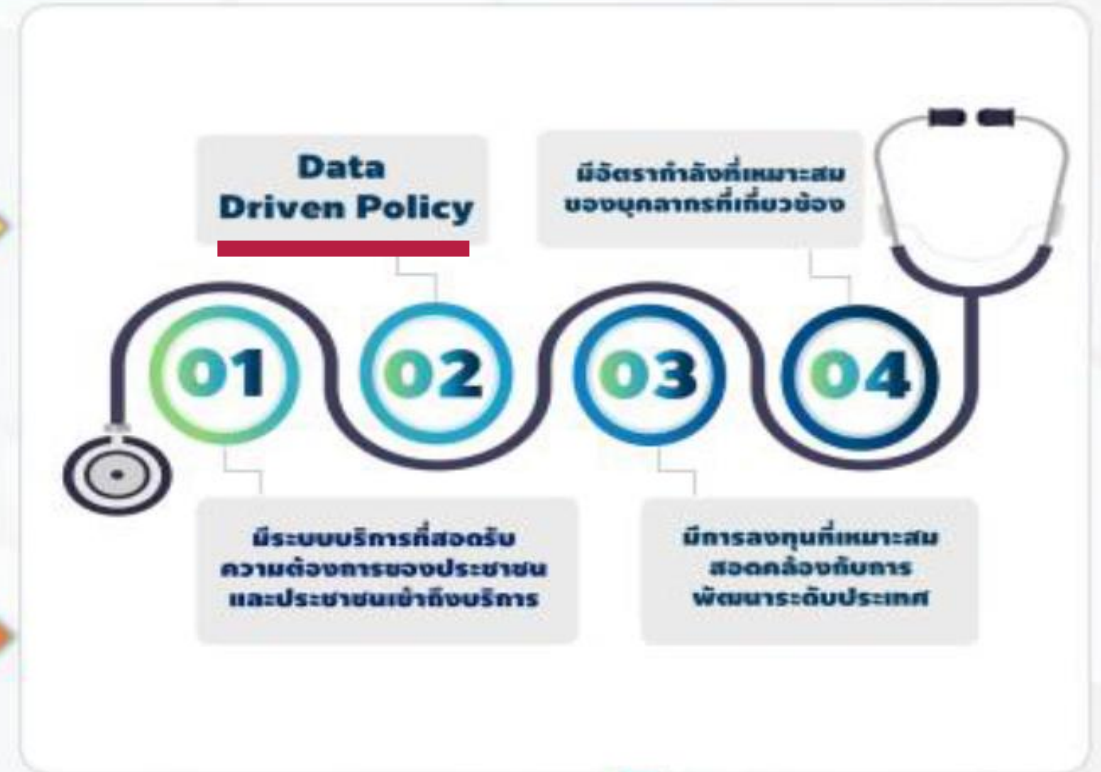 Data
Driven Policy
มีอัตรากำลังที่เหมาะสม
ของบุคลากรที่เกี่ยวข้อง
01
02
03
04
มีระบบบริการที่สอดรับ
ความต้องการของประชาชน
และประชาชนเข้าถึงบริการ
มีการลงทุนที่เหมาะสม
สอดคล้องกับการ
พัฒนาระดับประเทศ